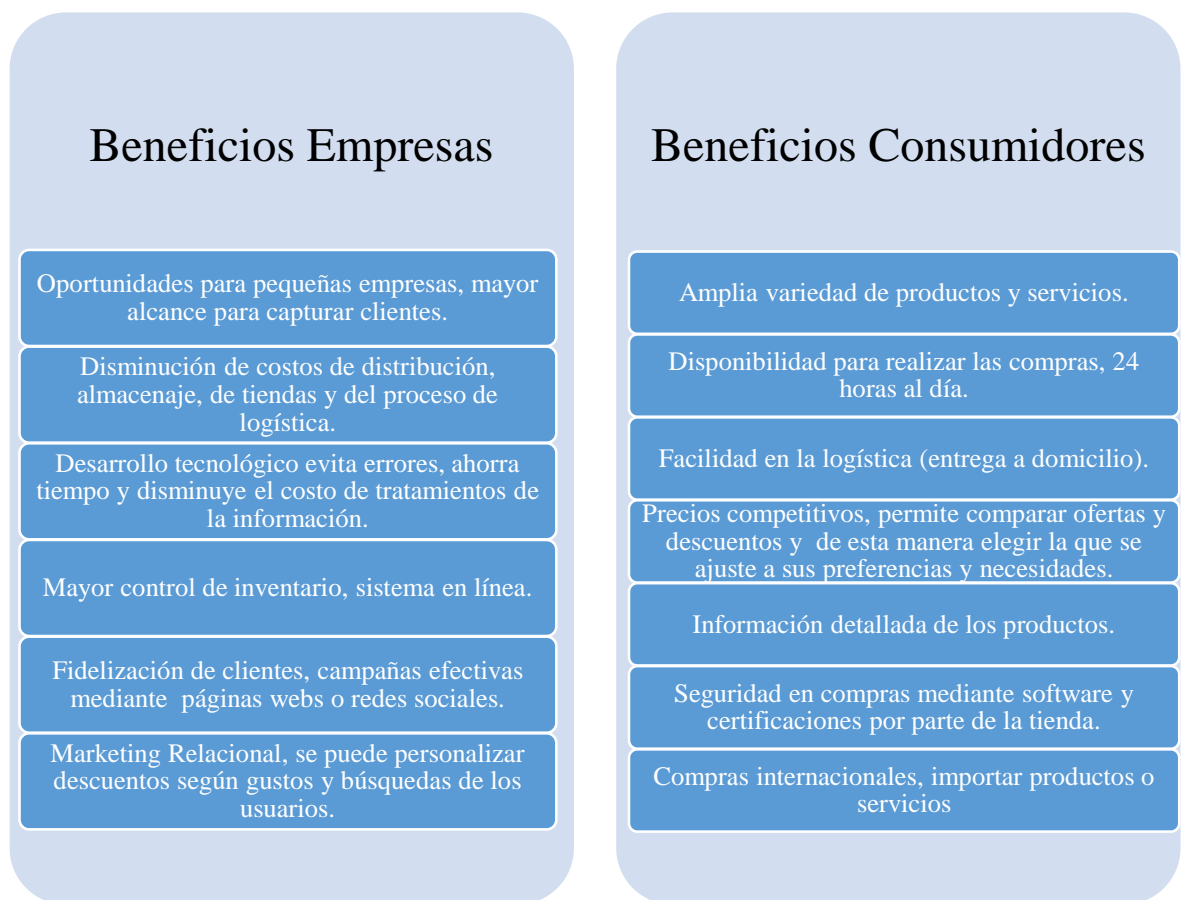 Beneficios Empresas
Oportunidades para pequeñas empresas, mayor
alcance para capturar clientes.
Disminución de costos de distribución,
almacenaje, de tiendas y del proceso de
logística.
Desarrollo tecnológico evita errores, ahorra
tiempo y disminuye el costo de tratamientos de
la información.
Mayor control de inventario, sistema en línea.
Fidelización de clientes, campañas efectivas
mediante  páginas webs o redes sociales.
Marketing Relacional, se puede personalizar
descuentos según gustos y búsquedas de los
usuarios.
Beneficios Consumidores
Amplia variedad de productos y servicios.
Disponibilidad para realizar las compras, 24
horas al día.
Facilidad en la logística (entrega a domicilio).
Precios competitivos, permite comparar ofertas y
descuentos y  de esta manera elegir la que se
ajuste a sus preferencias y necesidades.
Información detallada de los productos.
Seguridad en compras mediante software y
certificaciones por parte de la tienda.
Compras internacionales, importar productos o
servicios